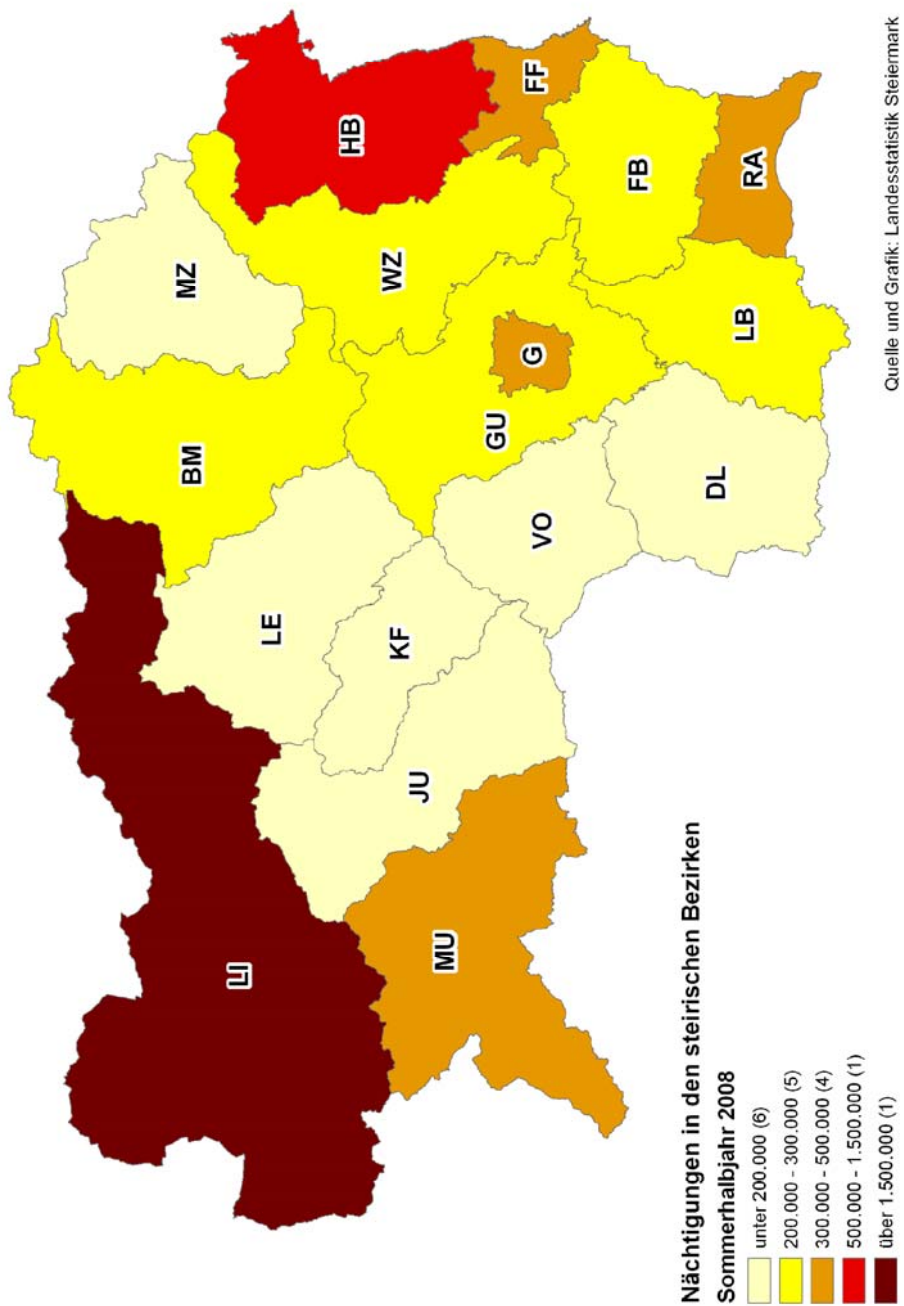 LI
MU
JU
LE
KF
BM
MZ
VO
DL
GU
G
WZ
HB
FF
FB
LB
RA
Nächtigungen in den steirischen Bezirken
Sommerhalbjahr 2008
unter 200.000 (6)
200.000 - 300.000 (5)
300.000 - 500.000 (4)
500.000 - 1.500.000 (1)
über 1.500.000 (1)
Quelle und Grafik: Landesstatistik Steiermark